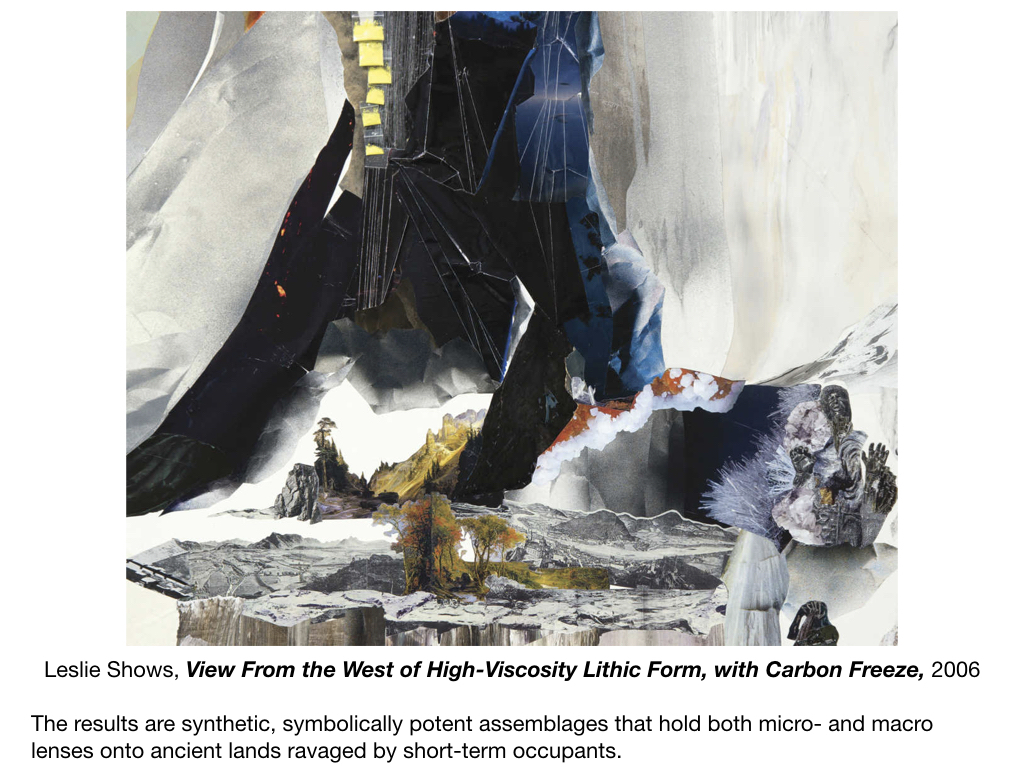 Leslie Shows, View From the West of High-Viscosity Lithic Form, with Carbon Freeze, 2006
The results are synthetic, symbolically potent assemblages that hold both micro- and macro
lenses onto ancient lands ravaged by short-term occupants.